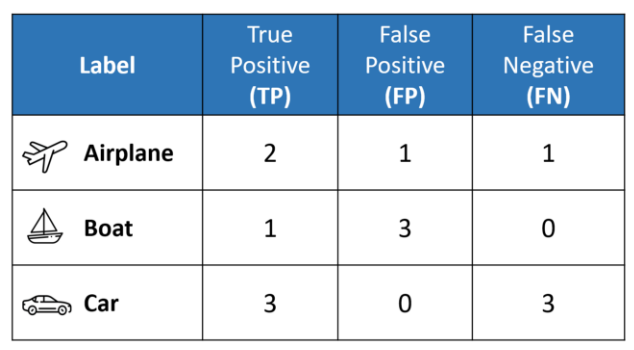 Label
True
Positive
(TP)
False
Positive
(FP)
False
Negative
(FN)
Airplane 2 1 1
Boat 1 3 0
Car 3 0 3